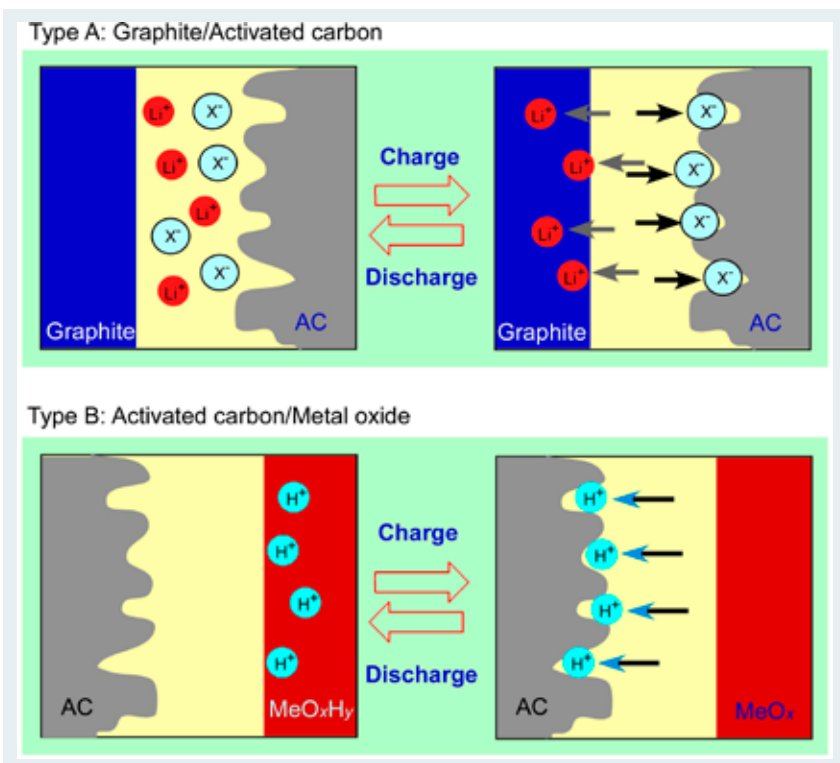 Type A: Graphite/Activated carbon
Li⁺ X⁻
Li⁺ X⁻
Li⁺
X⁻
X⁻
Li⁺
Graphite AC
Charge
Discharge
Li⁺ X⁻
Li⁺ X⁻
Li⁺ X⁻
Li⁺ X⁻
Graphite AC
Type B: Activated carbon/Metal oxide
H⁺
H⁺
H⁺
H⁺
AC MeOxHy
Charge
Discharge
H⁺
H⁺
H⁺
H⁺
AC MeOx